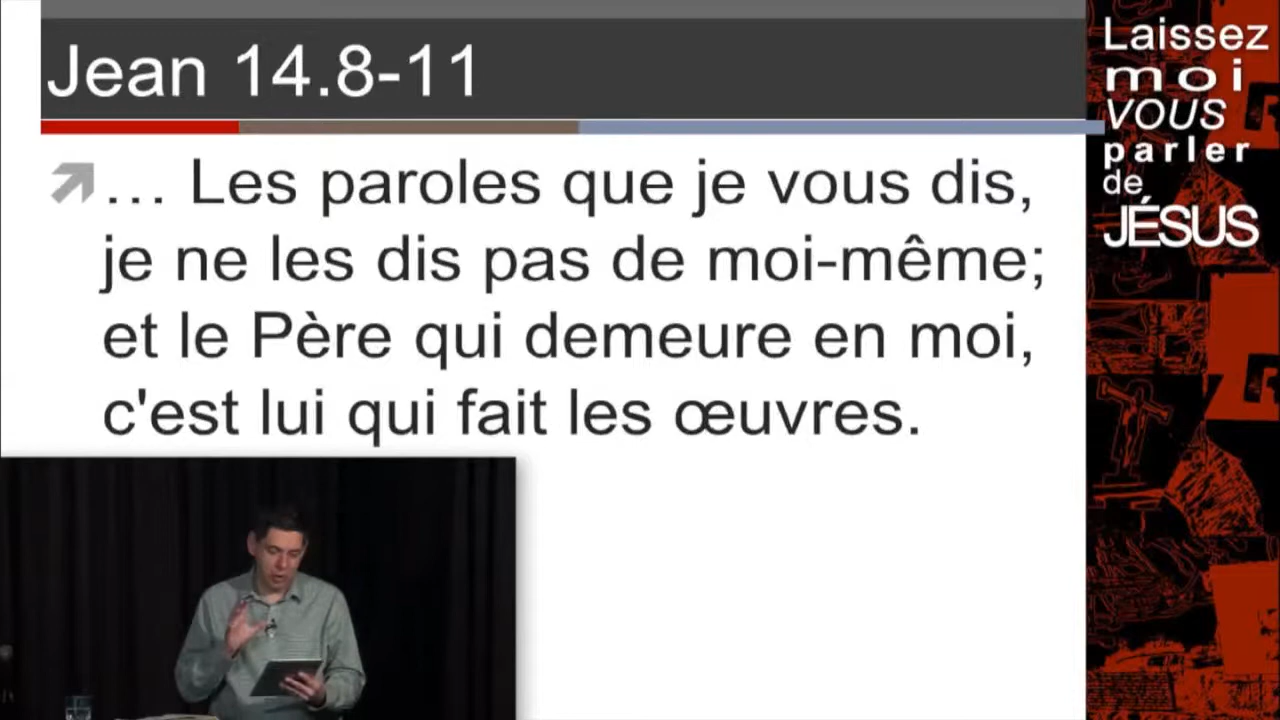 Jean 14.8-11
… Les paroles que je vous dis,
je ne les dis pas de moi-même;
et le Père qui demeure en moi,
c'est lui qui fait les œuvres.
Laissez
moi
VOUS
parler
de
JÉSUS